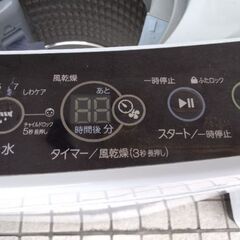 風乾燥
一時停止
ふたロック
しわケア
あと
88
チャイルドロック
5秒長押し
時間後 分
スタート/一時停止
水
タイマー/風乾燥(3秒長押し)